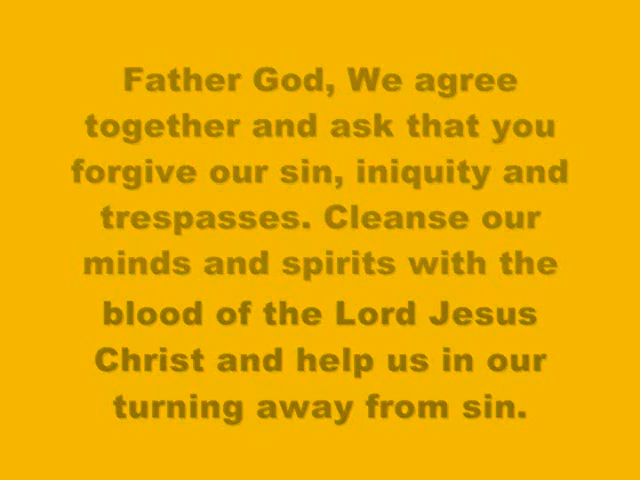 Father God, We agree
together and ask that you
forgive our sin, iniquity and
trespasses. Cleanse our
minds and spirits with the
blood of the Lord Jesus
Christ and help us in our
turning away from sin.